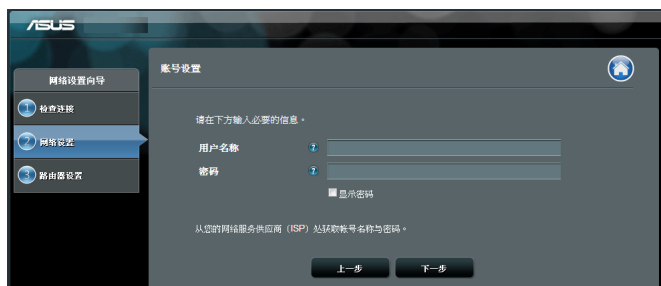 ASUS
网络设置向导
1 检查连接
2 网络设置
3 路由器设置
账号设置
请在下方输入必要的信息。
用户名称 ?
密码 ?
显示密码
从您的网络服务供应商（ISP）处获取帐号名称与密码。
上一步 下一步